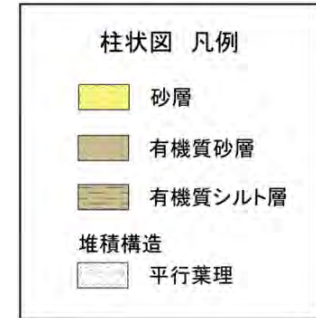 柱状図 凡例
砂層
有機質砂層
有機質シルト層
堆積構造
平行葉理